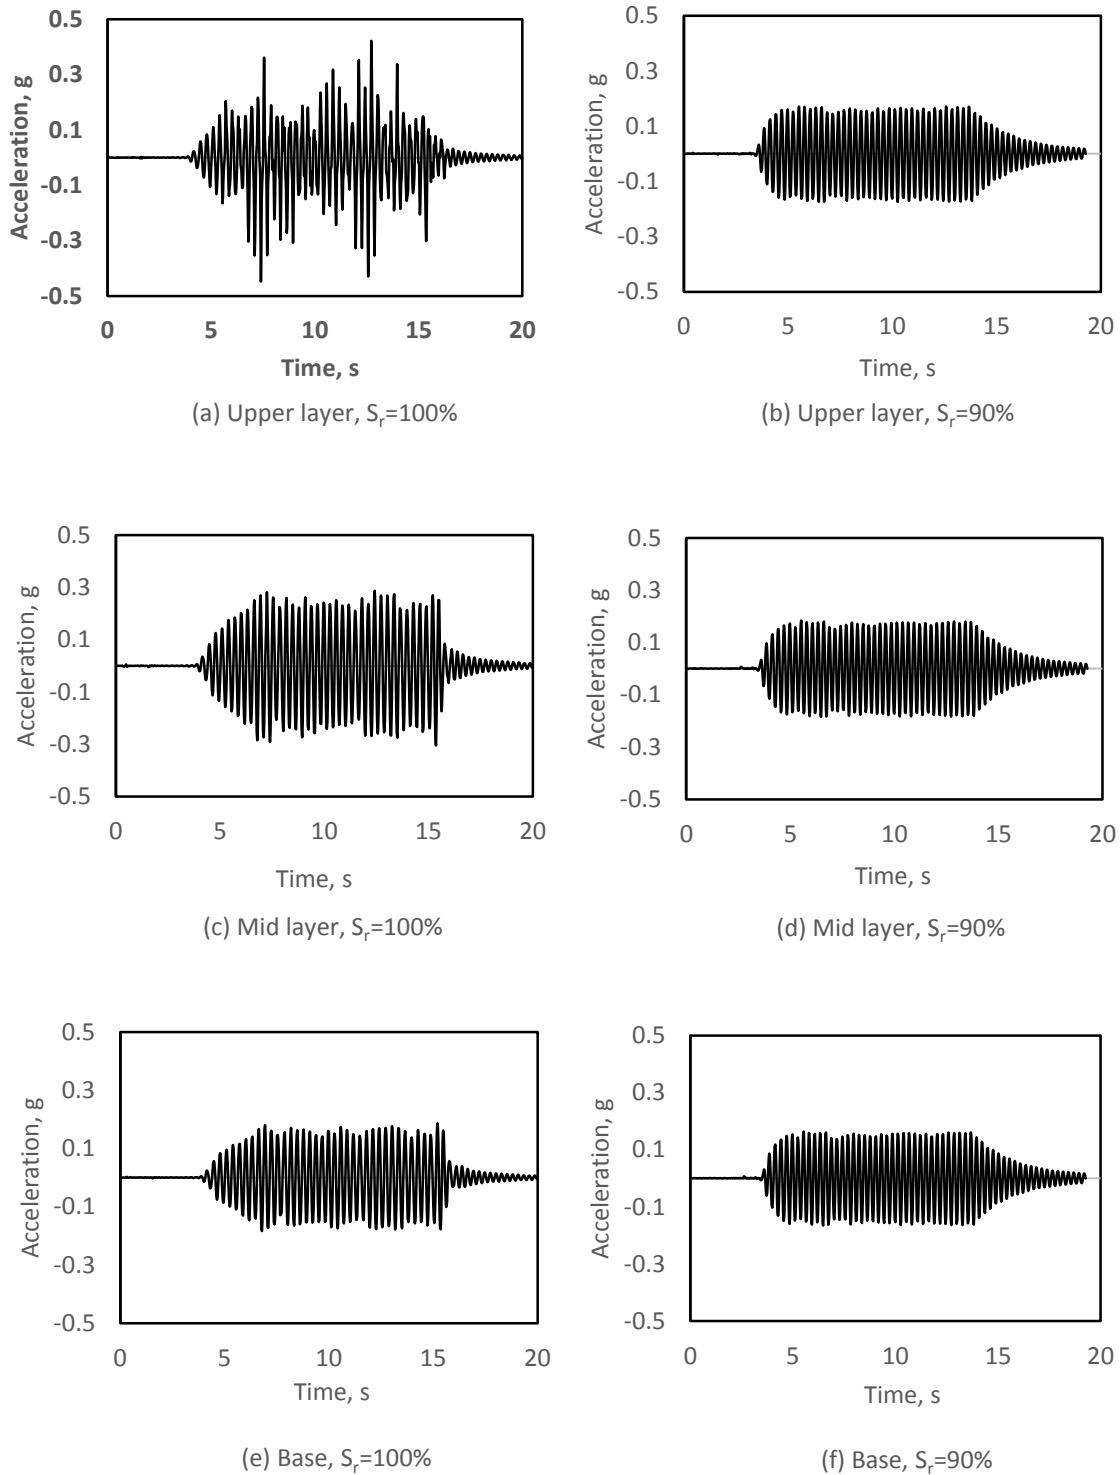 0.5
0.3
0.1
-0.1
-0.3
-0.5
Acceleration, g
0 5 10 15 20
Time, s
(a) Upper layer, Sᵣ=100%
0.5
0.3
0.1
-0.1
-0.3
-0.5
Acceleration, g
0 5 10 15 20
Time, s
(b) Upper layer, Sᵣ=90%
0.5
0.3
0.1
-0.1
-0.3
-0.5
Acceleration, g
0 5 10 15 20
Time, s
(c) Mid layer, Sᵣ=100%
0.5
0.3
0.1
-0.1
-0.3
-0.5
Acceleration, g
0 5 10 15 20
Time, s
(d) Mid layer, Sᵣ=90%
0.5
0.3
0.1
-0.1
-0.3
-0.5
Acceleration, g
0 5 10 15 20
Time, s
(e) Base, Sᵣ=100%
0.5
0.3
0.1
-0.1
-0.3
-0.5
Acceleration, g
0 5 10 15 20
Time, s
(f) Base, Sᵣ=90%